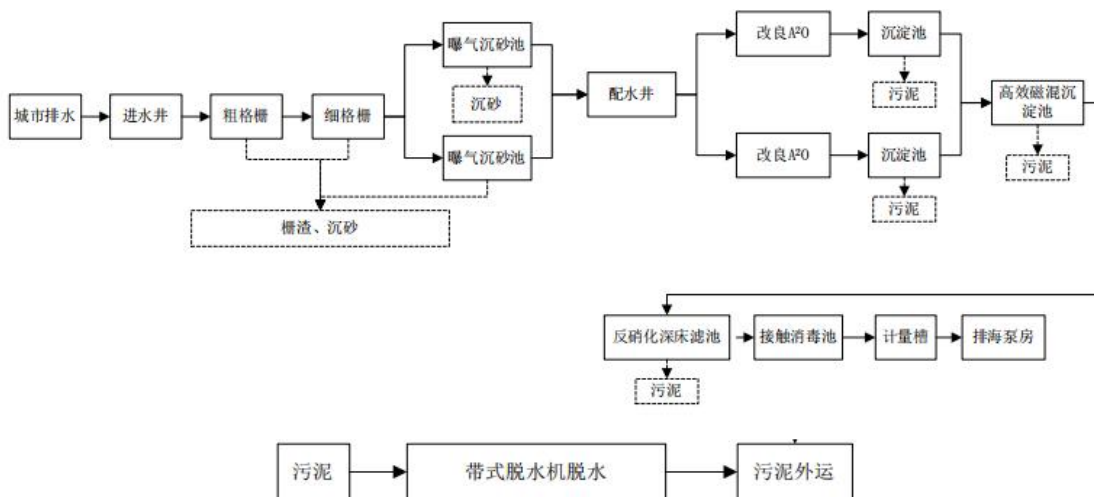 城市排水
进水井
粗格栅
细格栅
曝气沉砂池
沉砂
曝气沉砂池
栅渣、沉砂
配水井
改良A²O
沉淀池
污泥
改良A²O
沉淀池
污泥
高效磁混沉
淀池
污泥
反硝化深床滤池
污泥
接触消毒池
计量槽
排海泵房
污泥
带式脱水机脱水
污泥外运